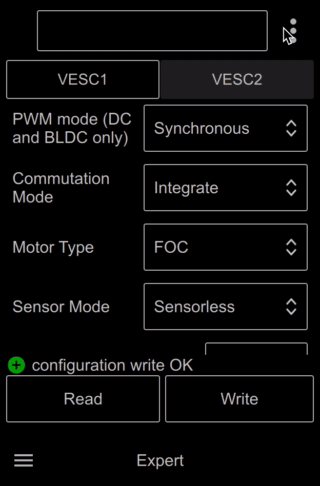 VESC1
VESC2
PWM mode (DC
and BLDC only)
Synchronous
Commutation
Mode
Integrate
Motor Type
FOC
Sensor Mode
Sensorless
configuration write OK
Read
Write
Expert